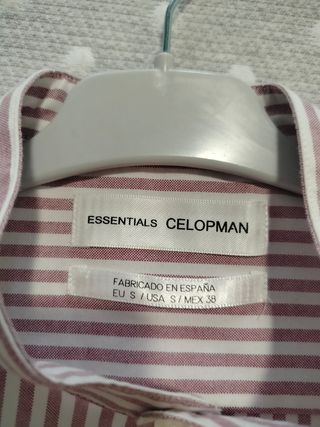 ESSENTIALS CELOPMAN
FABRICADO EN ESPAÑA
EU S / USA S / MEX 38